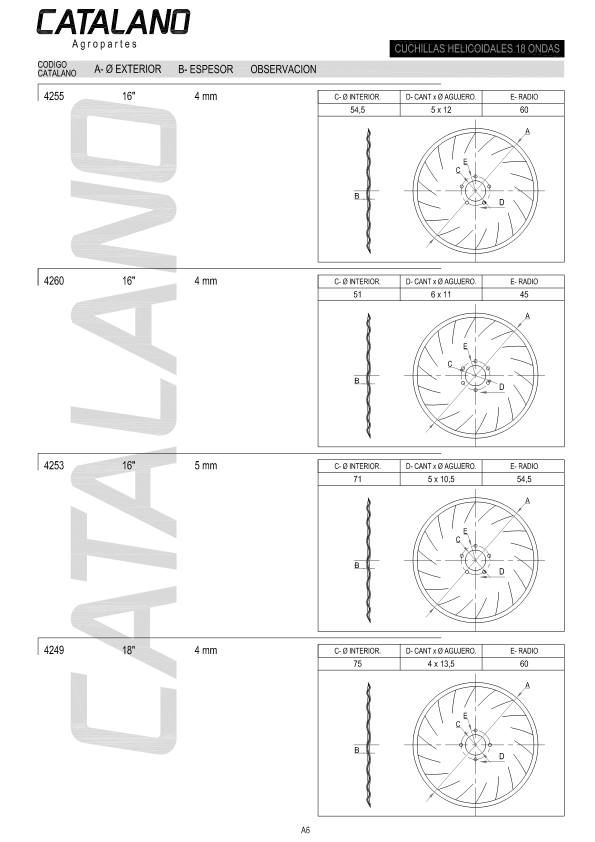 CATALANO
Agropartes
CUCHILLAS HELICOIDALES 18 ONDAS
CODIGO CATALANO A- Ø EXTERIOR B- ESPESOR OBSERVACION
4255 16" 4 mm
C- Ø INTERIOR. D- CANT x Ø AGUJERO. E- RADIO
54,5 5 x 12 60
A
E
C
B
D
4260 16" 4 mm
C- Ø INTERIOR. D- CANT x Ø AGUJERO. E- RADIO
51 6 x 11 45
A
E
C
B
D
4253 16" 5 mm
C- Ø INTERIOR. D- CANT x Ø AGUJERO. E- RADIO
71 5 x 10,5 54,5
A
E
C
B
D
4249 18" 4 mm
C- Ø INTERIOR. D- CANT x Ø AGUJERO. E- RADIO
75 4 x 13,5 60
A
E
C
B
D
CATALANO
A6